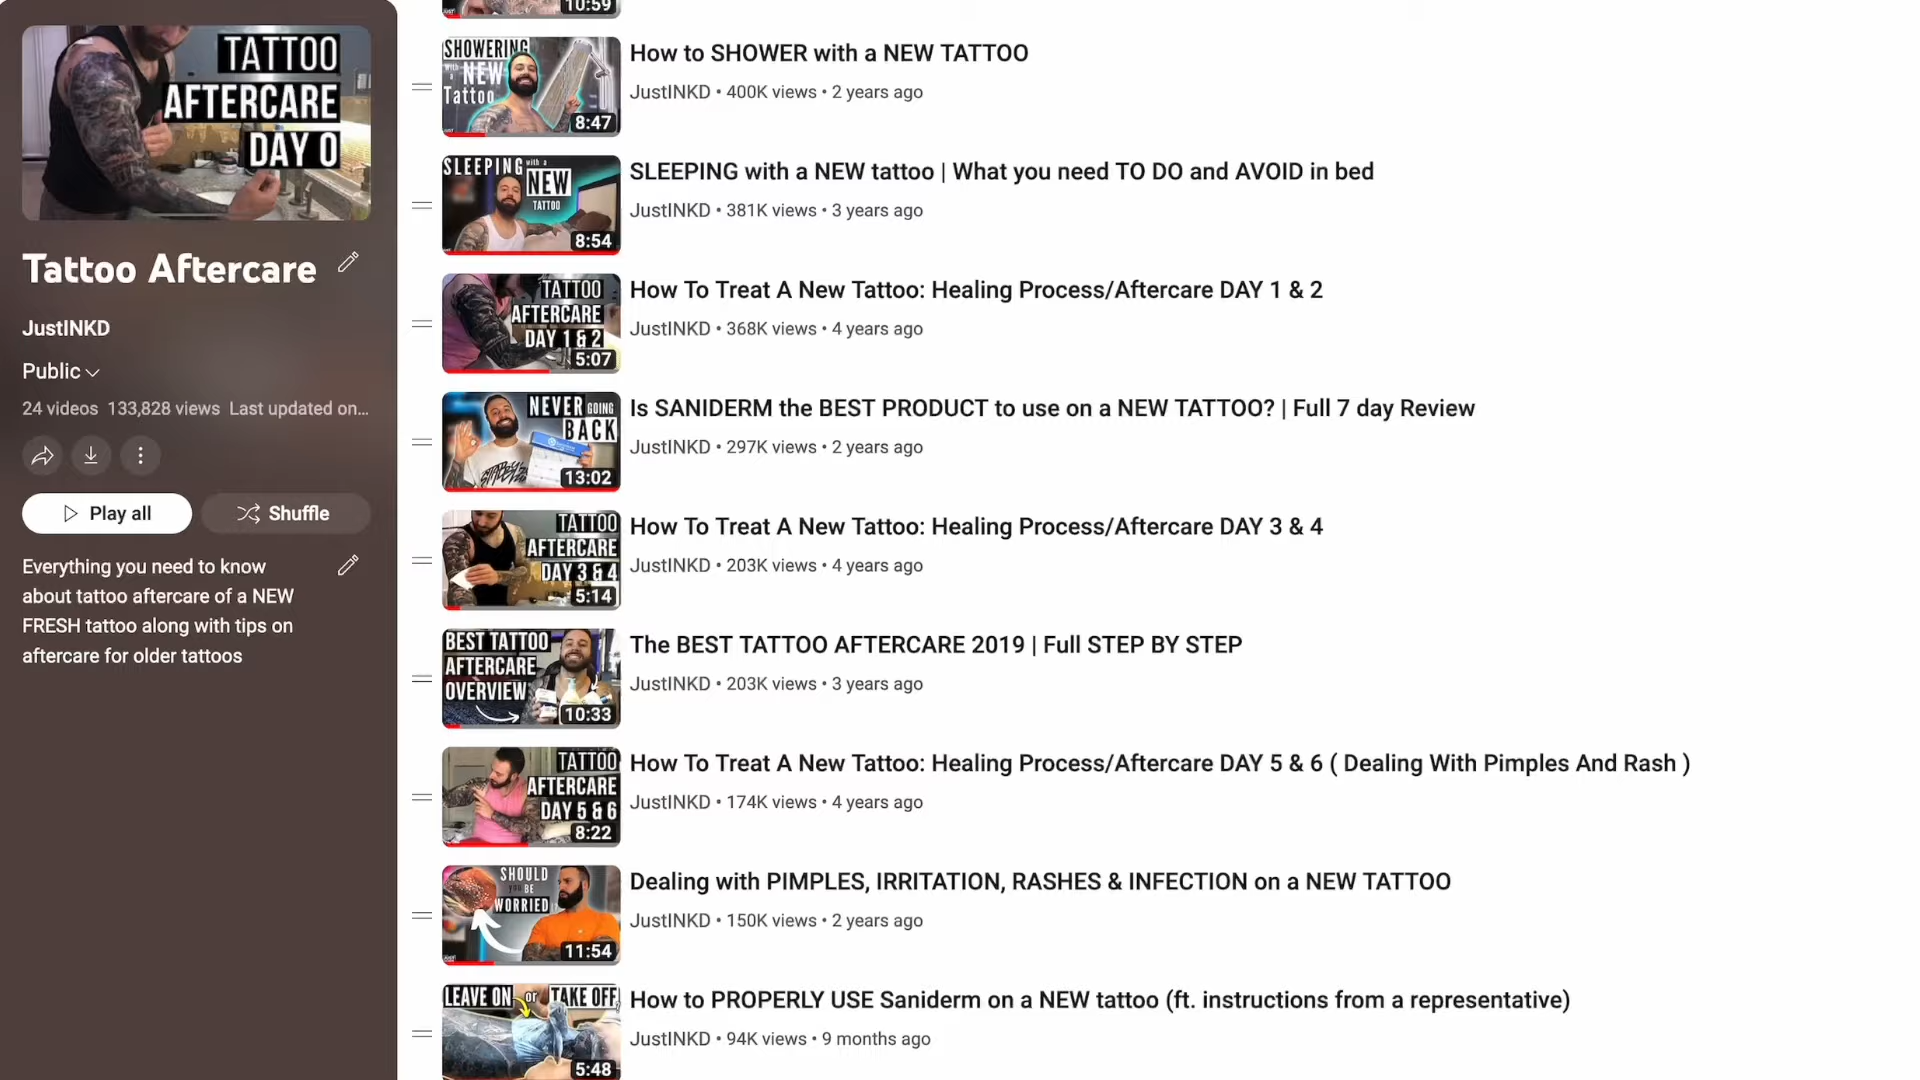 TATTOO
AFTERCARE
DAY 0
Tattoo Aftercare
JustINKD
Public
24 videos 133,828 views Last updated on...
Play all
Shuffle
Everything you need to know
about tattoo aftercare of a NEW
FRESH tattoo along with tips on
aftercare for older tattoos
10:59
SHOWERING
with a
NEW
Tattoo
8:47
How to SHOWER with a NEW TATTOO
JustINKD • 400K views • 2 years ago
SLEEPING with a
NEW
TATTOO
8:54
SLEEPING with a NEW tattoo | What you need TO DO and AVOID in bed
JustINKD • 381K views • 3 years ago
TATTOO
AFTERCARE
DAY 1 & 2
5:07
How To Treat A New Tattoo: Healing Process/Aftercare DAY 1 & 2
JustINKD • 368K views • 4 years ago
NEVER GOING
BACK
13:02
Is SANIDERM the BEST PRODUCT to use on a NEW TATTOO? | Full 7 day Review
JustINKD • 297K views • 2 years ago
TATTOO
AFTERCARE
DAY 3 & 4
5:14
How To Treat A New Tattoo: Healing Process/Aftercare DAY 3 & 4
JustINKD • 203K views • 4 years ago
BEST TATTOO
AFTERCARE
OVERVIEW
10:33
The BEST TATTOO AFTERCARE 2019 | Full STEP BY STEP
JustINKD • 203K views • 3 years ago
TATTOO
AFTERCARE
DAY 5 & 6
8:22
How To Treat A New Tattoo: Healing Process/Aftercare DAY 5 & 6 ( Dealing With Pimples And Rash )
JustINKD • 174K views • 4 years ago
SHOULD
YOU BE
WORRIED
11:54
Dealing with PIMPLES, IRRITATION, RASHES & INFECTION on a NEW TATTOO
JustINKD • 150K views • 2 years ago
LEAVE ON or TAKE OFF
5:48
How to PROPERLY USE Saniderm on a NEW tattoo (ft. instructions from a representative)
JustINKD • 94K views • 9 months ago